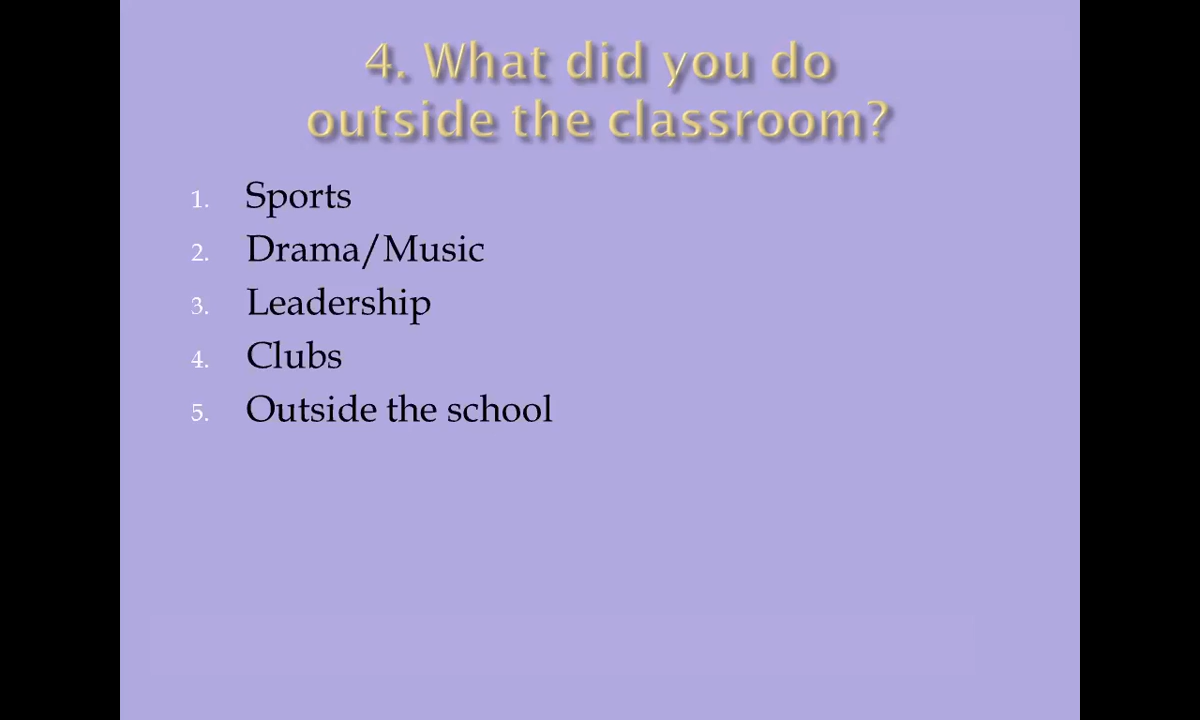 4. What did you do
outside the classroom?
1. Sports
2. Drama/Music
3. Leadership
4. Clubs
5. Outside the school